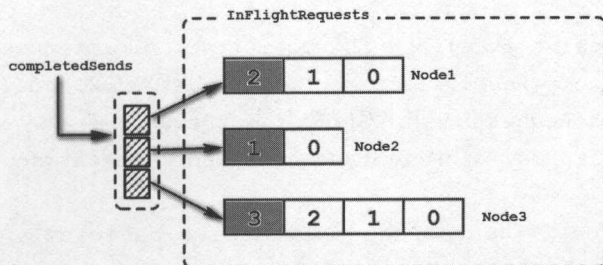 InFlightRequests
completedSends
2 1 0 Node1
1 0 Node2
3 2 1 0 Node3